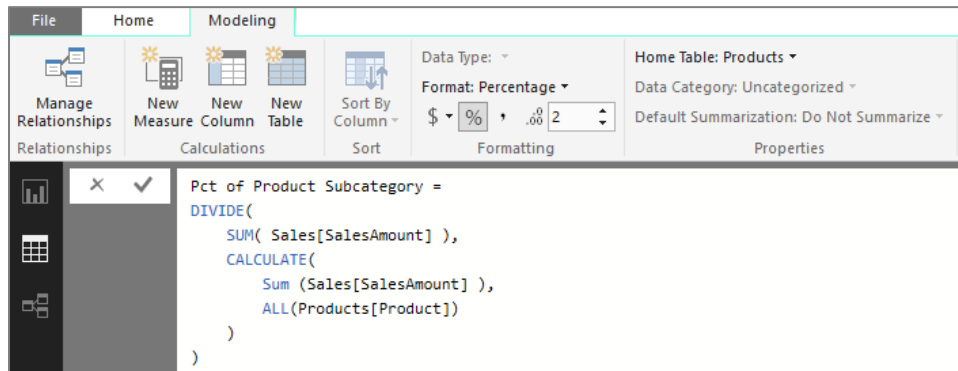 File Home Modeling
Data Type: Home Table: Products
Format: Percentage Data Category: Uncategorized
Manage New New New Sort By $ % , .00 2 Default Summarization: Do Not Summarize
Relationships Measure Column Table Column
Relationships Calculations Sort Formatting Properties
Pct of Product Subcategory =
DIVIDE(
SUM( Sales[SalesAmount] ),
CALCULATE(
Sum (Sales[SalesAmount] ),
ALL(Products[Product])
)
)